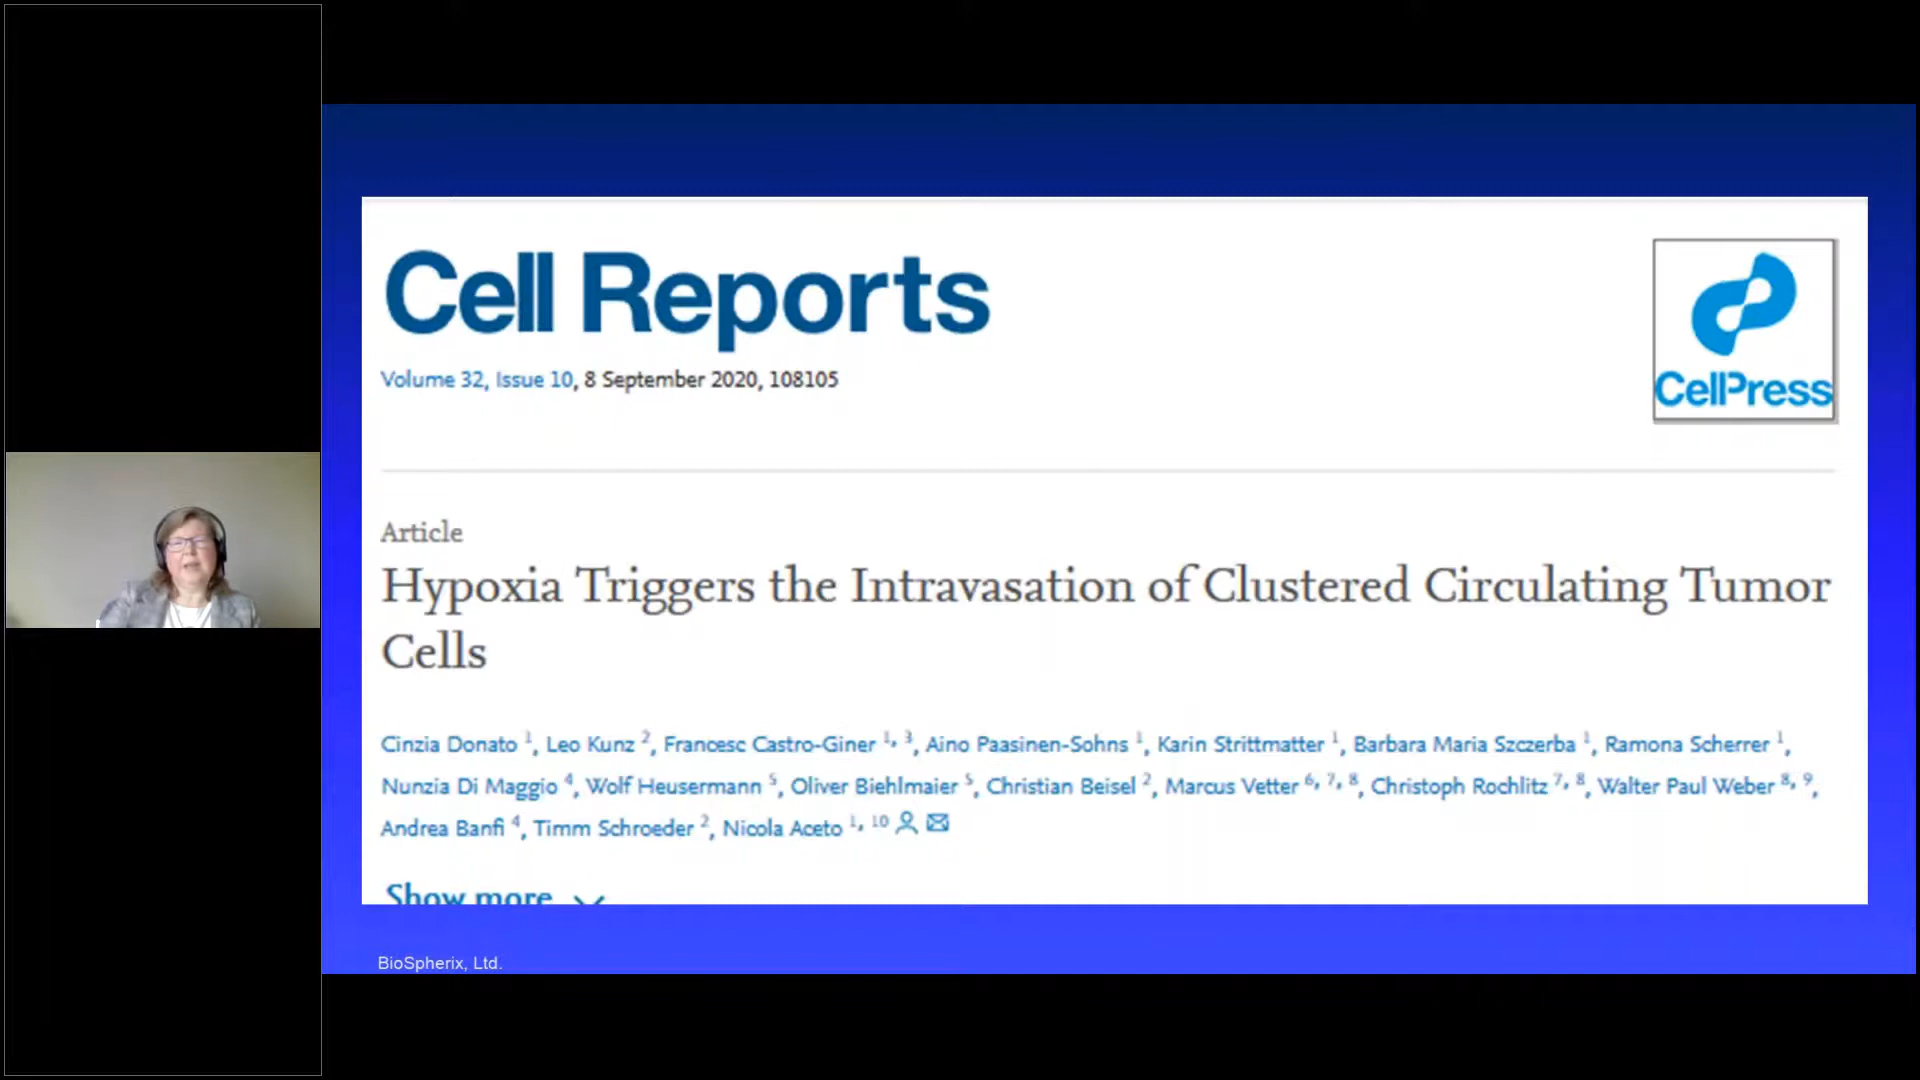 Cell Reports
Volume 32, Issue 10, 8 September 2020, 108105
CellPress
Article
Hypoxia Triggers the Intravasation of Clustered Circulating Tumor
Cells
Cinzia Donato 1, Leo Kunz 2, Francesc Castro-Giner 1, 3, Aino Paasinen-Sohns 1, Karin Strittmatter 1, Barbara Maria Szczerba 1, Ramona Scherrer 1,
Nunzia Di Maggio 4, Wolf Heusermann 5, Oliver Biehlmaier 5, Christian Beisel 2, Marcus Vetter 6, 7, 8, Christoph Rochlitz 7, 8, Walter Paul Weber 8, 9,
Andrea Banfi 4, Timm Schroeder 2, Nicola Aceto 1, 10
Show more
BioSpherix, Ltd.